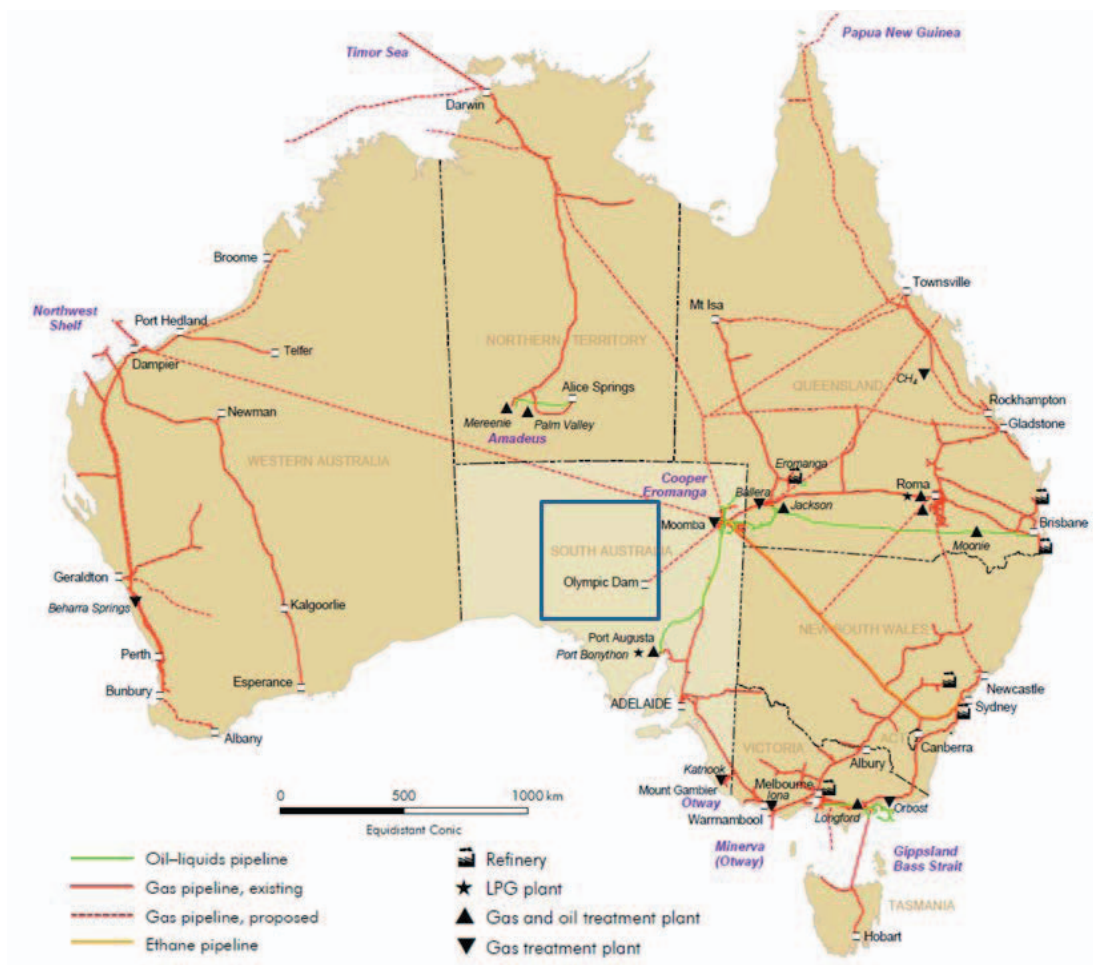 Papua New Guinea
Timor Sea
Darwin
Broome
Townsville
Mt Isa
Northwest
Shelf
Port Hedland
NORTHERN TERRITORY
Telfer
Dampier
CH₄
QUEENSLAND
Alice Springs
Newman
Mereenie
Palm Valley
Amadeus
Rockhampton
Gladstone
WESTERN AUSTRALIA
Eromanga
Cooper
Eromanga
Ballera
Roma
Jackson
Moomba
Brisbane
Moonie
SOUTH AUSTRALIA
Geraldton
Olympic Dam
Beharra Springs
Kalgoorlie
NEW SOUTH WALES
Port Augusta
Perth
Port Bonython
Esperance
Bunbury
Newcastle
ADELAIDE
Sydney
Albany
ACT
Canberra
VICTORIA
Albury
Katnook
Melbourne
Mount Gambier
Iona
0 500 1000 km
Otway
Orbost
Warrnambool
Longford
Equidistant Conic
Minerva
(Otway)
Gippsland
Bass Strait
TASMANIA
Hobart
Oil–liquids pipeline
Gas pipeline, existing
Gas pipeline, proposed
Ethane pipeline
Refinery
LPG plant
Gas and oil treatment plant
Gas treatment plant